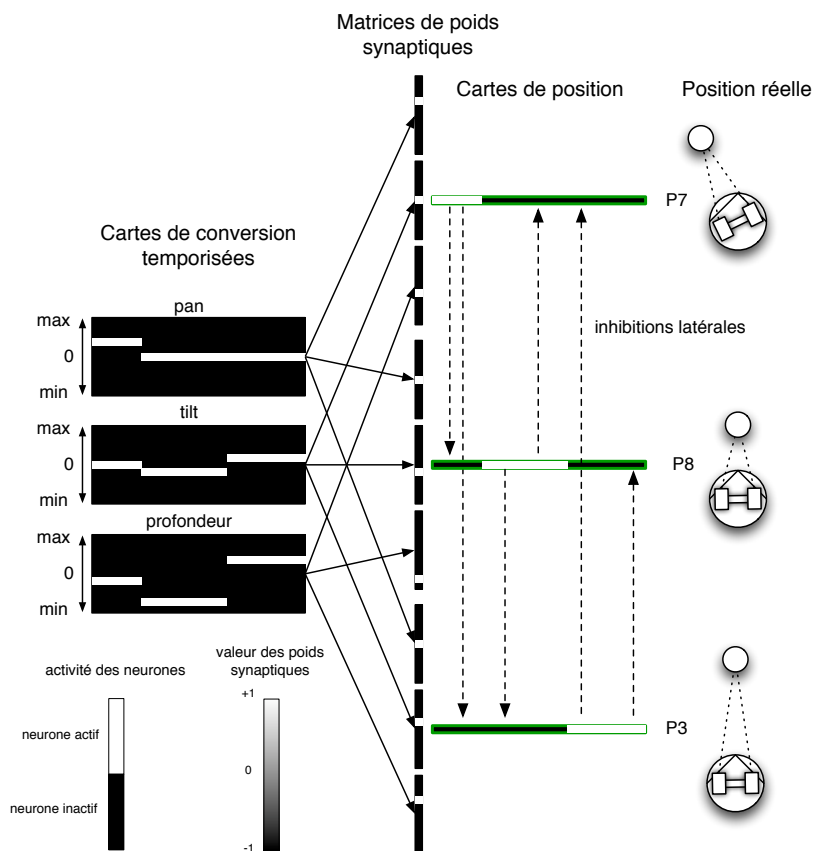 Matrices de poids
synaptiques
Cartes de position
Position réelle
P7
Cartes de conversion
temporisées
pan
max
0
min
inhibitions latérales
tilt
max
0
min
P8
profondeur
max
0
min
activité des neurones
valeur des poids
synaptiques
+1
neurone actif
0
neurone inactif
-1
P3